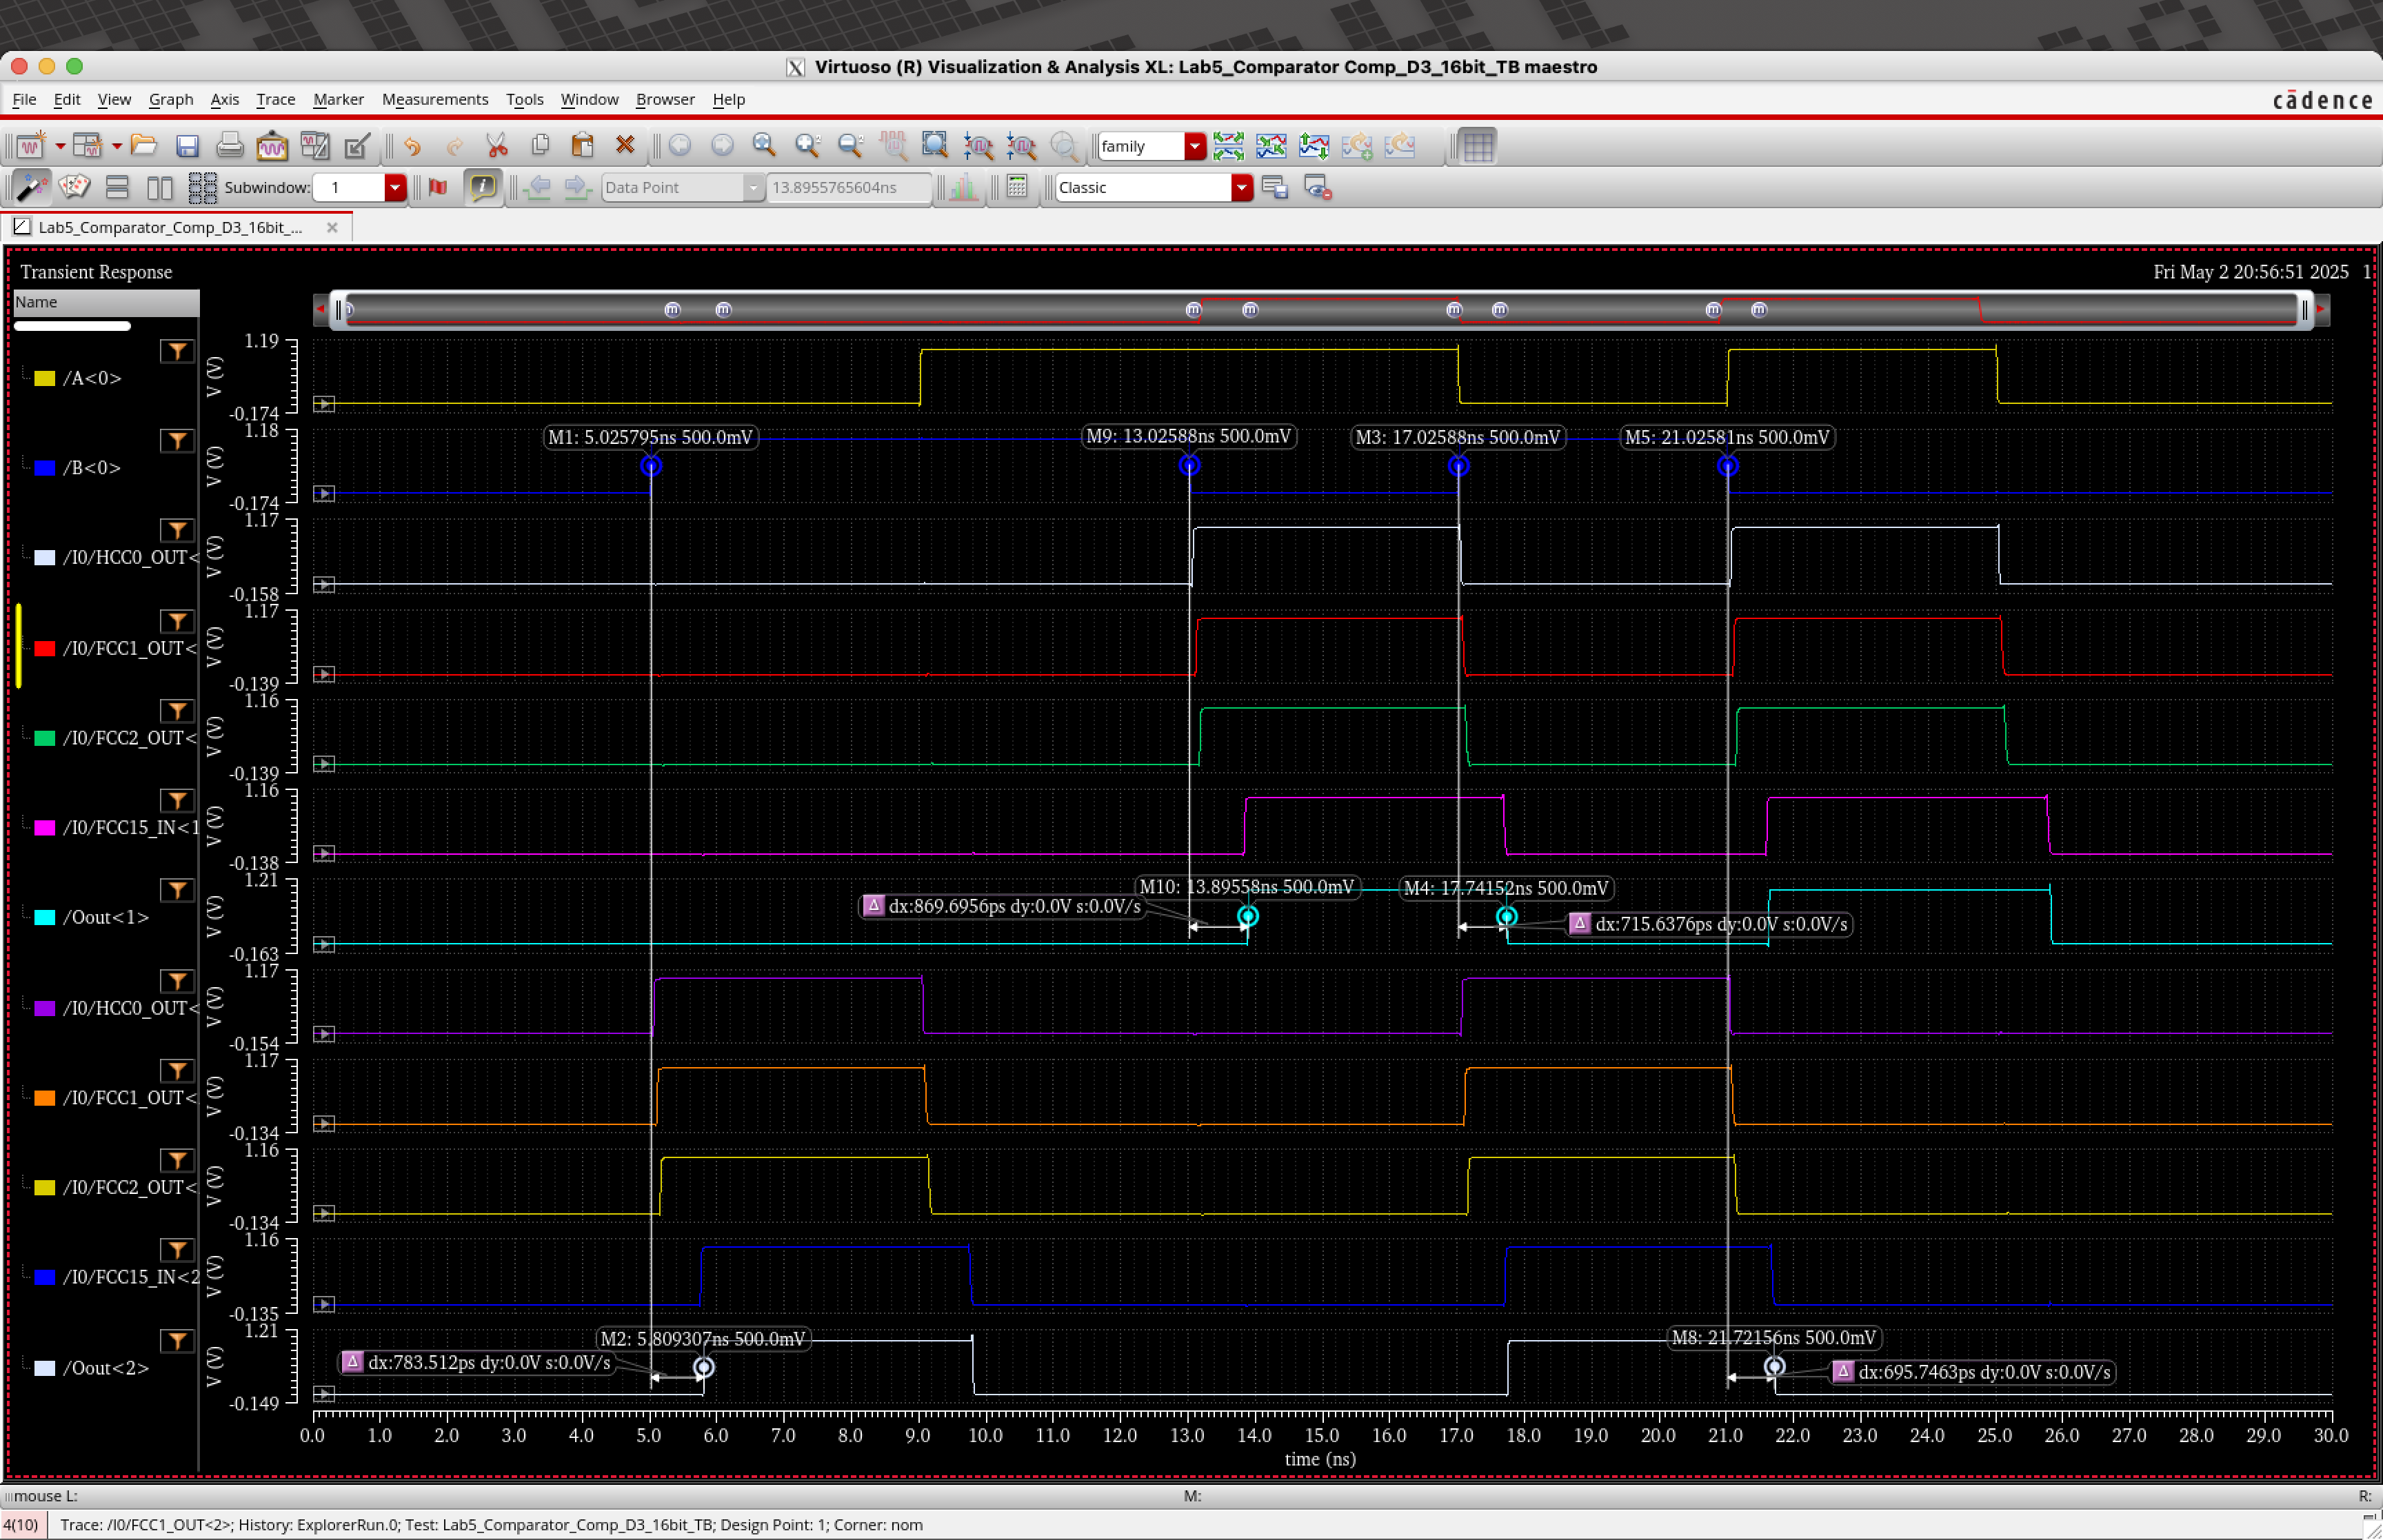 Virtuoso (R) Visualization & Analysis XL: Lab5_Comparator Comp_D3_16bit_TB maestro
File Edit View Graph Axis Trace Marker Measurements Tools Window Browser Help
cādence
family
Subwindow: 1 Data Point 13.8955765604ns Classic
Lab5_Comparator_Comp_D3_16bit_...
Transient Response
Fri May 2 20:56:51 2025 1
Name
/A<0>
V (V)
1.19
-0.174
/B<0>
V (V)
1.18
-0.174
M1: 5.025795ns 500.0mV
M9: 13.02588ns 500.0mV
M3: 17.02588ns 500.0mV
M5: 21.02581ns 500.0mV
/I0/HCC0_OUT<
V (V)
1.17
-0.158
/I0/FCC1_OUT<
V (V)
1.17
-0.139
/I0/FCC2_OUT<
V (V)
1.16
-0.139
/I0/FCC15_IN<1
V (V)
1.16
-0.138
/Oout<1>
V (V)
1.21
-0.163
M10: 13.89558ns 500.0mV
M4: 17.74152ns 500.0mV
dx:869.6956ps dy:0.0V s:0.0V/s
dx:715.6376ps dy:0.0V s:0.0V/s
/I0/HCC0_OUT<
V (V)
1.17
-0.154
/I0/FCC1_OUT<
V (V)
1.17
-0.134
/I0/FCC2_OUT<
V (V)
1.16
-0.134
/I0/FCC15_IN<2
V (V)
1.16
-0.135
/Oout<2>
V (V)
1.21
-0.149
M2: 5.809307ns 500.0mV
M8: 21.72156ns 500.0mV
dx:783.512ps dy:0.0V s:0.0V/s
dx:695.7463ps dy:0.0V s:0.0V/s
0.0 1.0 2.0 3.0 4.0 5.0 6.0 7.0 8.0 9.0 10.0 11.0 12.0 13.0 14.0 15.0 16.0 17.0 18.0 19.0 20.0 21.0 22.0 23.0 24.0 25.0 26.0 27.0 28.0 29.0 30.0
time (ns)
mouse L: M: R:
4(10) Trace: /I0/FCC1_OUT<2>; History: ExplorerRun.0; Test: Lab5_Comparator_Comp_D3_16bit_TB; Design Point: 1; Corner: nom